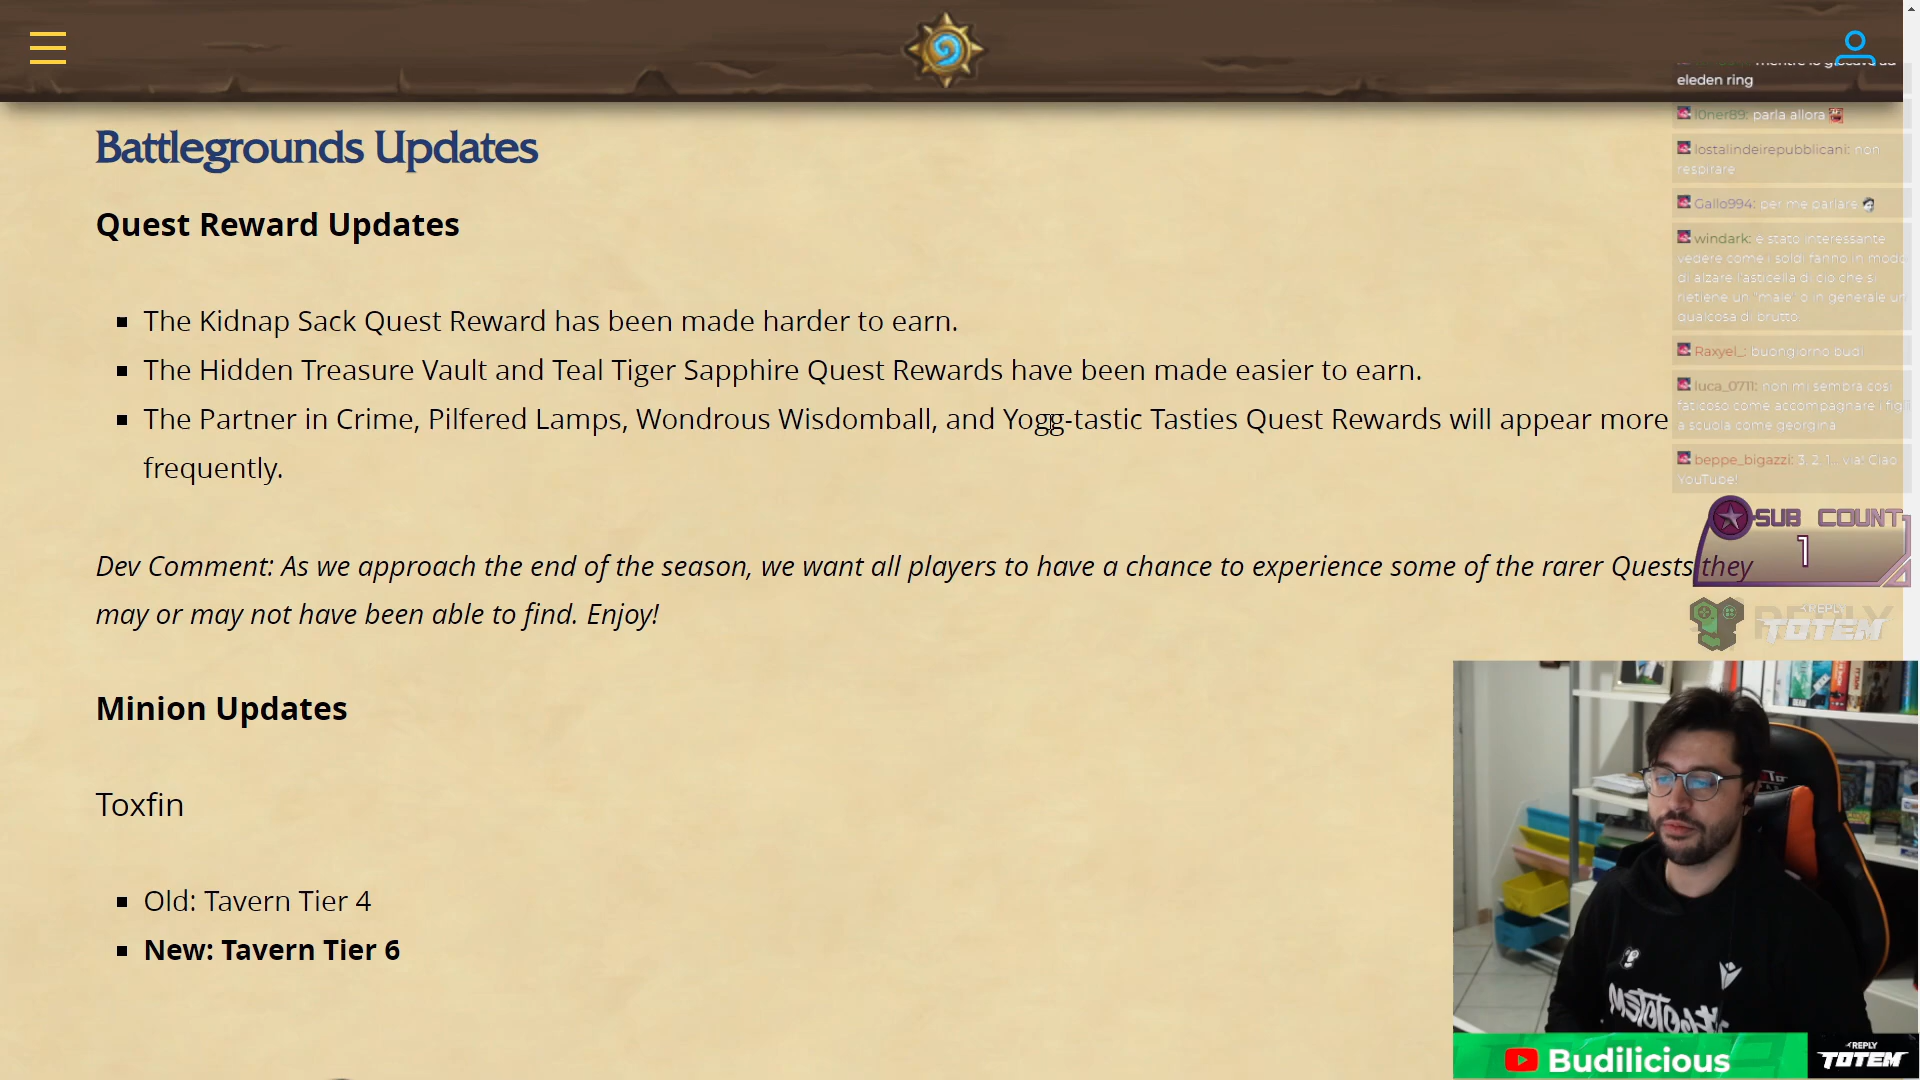 Battlegrounds Updates
Quest Reward Updates
The Kidnap Sack Quest Reward has been made harder to earn.
The Hidden Treasure Vault and Teal Tiger Sapphire Quest Rewards have been made easier to earn.
The Partner in Crime, Pilfered Lamps, Wondrous Wisdomball, and Yogg-tastic Tasties Quest Rewards will appear more
frequently.
Dev Comment: As we approach the end of the season, we want all players to have a chance to experience some of the rarer Quests they
may or may not have been able to find. Enjoy!
Minion Updates
Toxfin
Old: Tavern Tier 4
New: Tavern Tier 6
eleden ring
i0ner89: parla allora
lostalindeirepubblicani: non
respirare
Gallo994: per me parlare
windark: è stato interessante
vedere come i soldi fanno in modo
di alzare l'asticella di ciò che si
ritiene un "male" o in generale un
qualcosa di brutto.
Raxyel_: buongiorno budi
luca_0711: non mi sembra così
faticoso come accompagnare i figli
a scuola come georgina
beppe_bigazzi: 3, 2, 1... via! Ciao
YouTube!
SUB COUNT
1
REPLY
TOTEM
Budilicious
REPLY
TOTEM